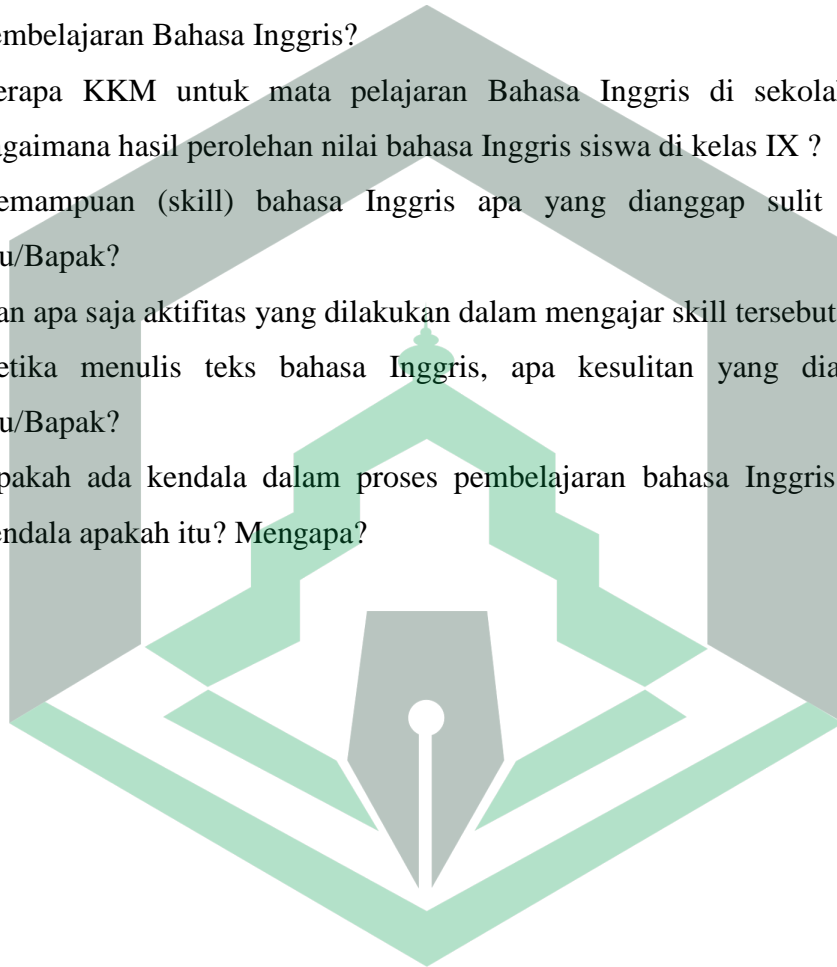 embelajaran Bahasa Inggris?
erapa KKM untuk mata pelajaran Bahasa Inggris di sekola
agaimana hasil perolehan nilai bahasa Inggris siswa di kelas IX ?
emampuan (skill) bahasa Inggris apa yang dianggap sulit
u/Bapak?
an apa saja aktifitas yang dilakukan dalam mengajar skill tersebut
etika menulis teks bahasa Inggris, apa kesulitan yang dia
u/Bapak?
pakah ada kendala dalam proses pembelajaran bahasa Inggris
endala apakah itu? Mengapa?